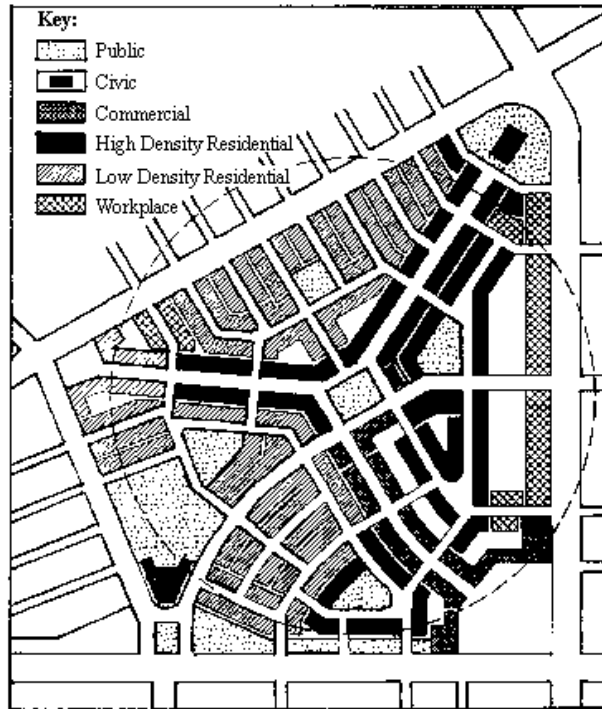 Key:
Public
Civic
Commercial
High Density Residential
Low Density Residential
Workplace